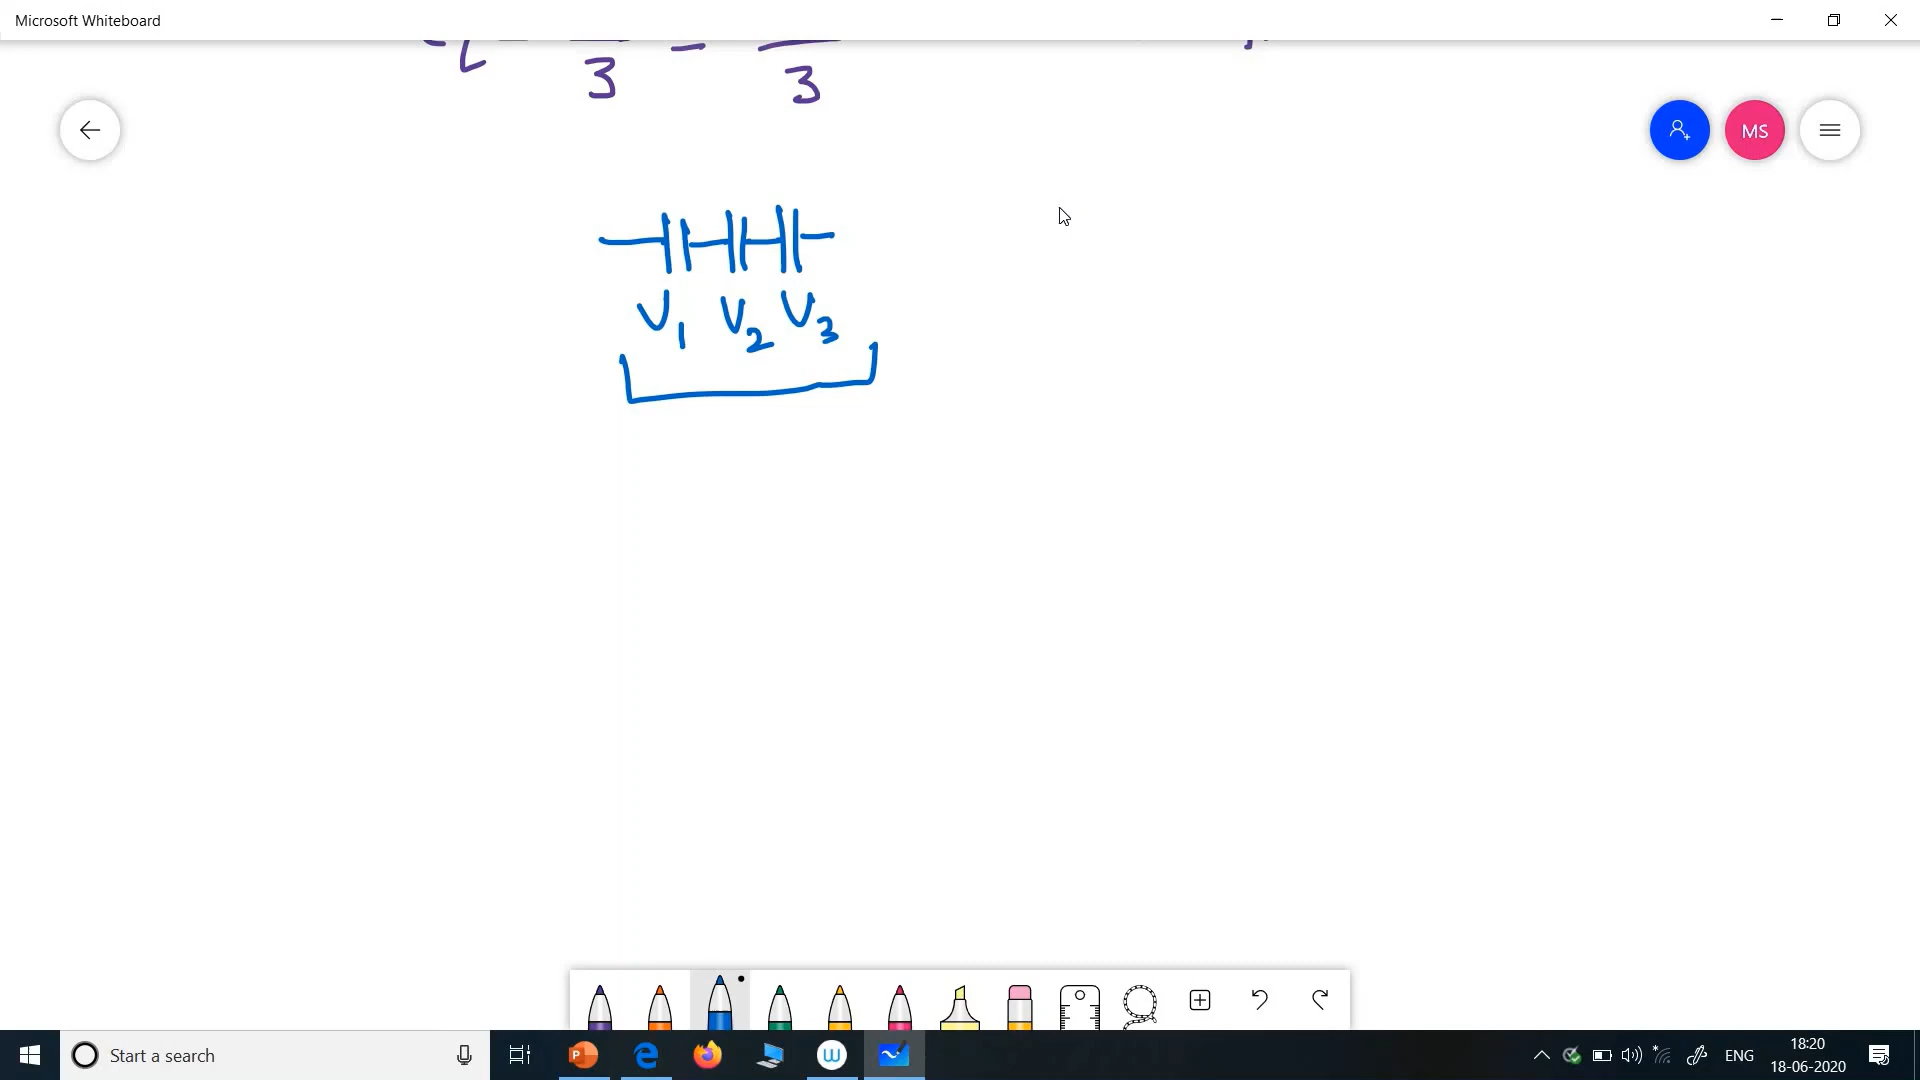 Microsoft Whiteboard
3 = 3
MS
V1 V2 V3
Start a search
P
W
ENG
18:20
18-06-2020